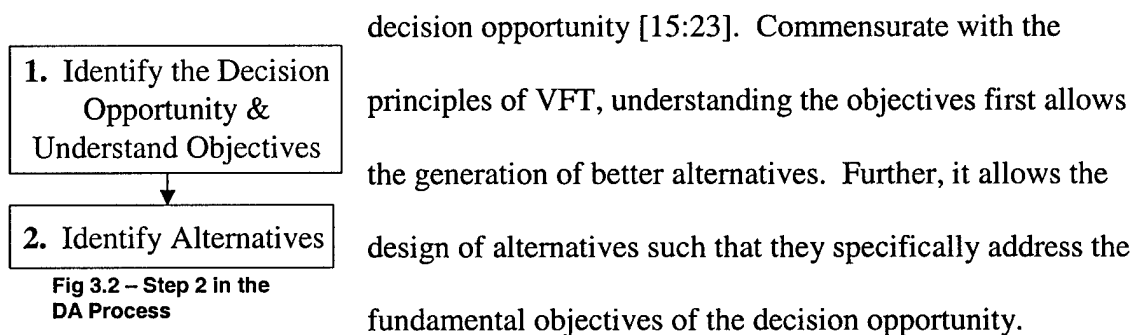 decision opportunity [15:23].  Commensurate with the
principles of VFT, understanding the objectives first allows
the generation of better alternatives.  Further, it allows the
design of alternatives such that they specifically address the
fundamental objectives of the decision opportunity.
1.  Identify the Decision
Opportunity &
Understand Objectives
2.  Identify Alternatives
Fig 3.2 – Step 2 in the
DA Process